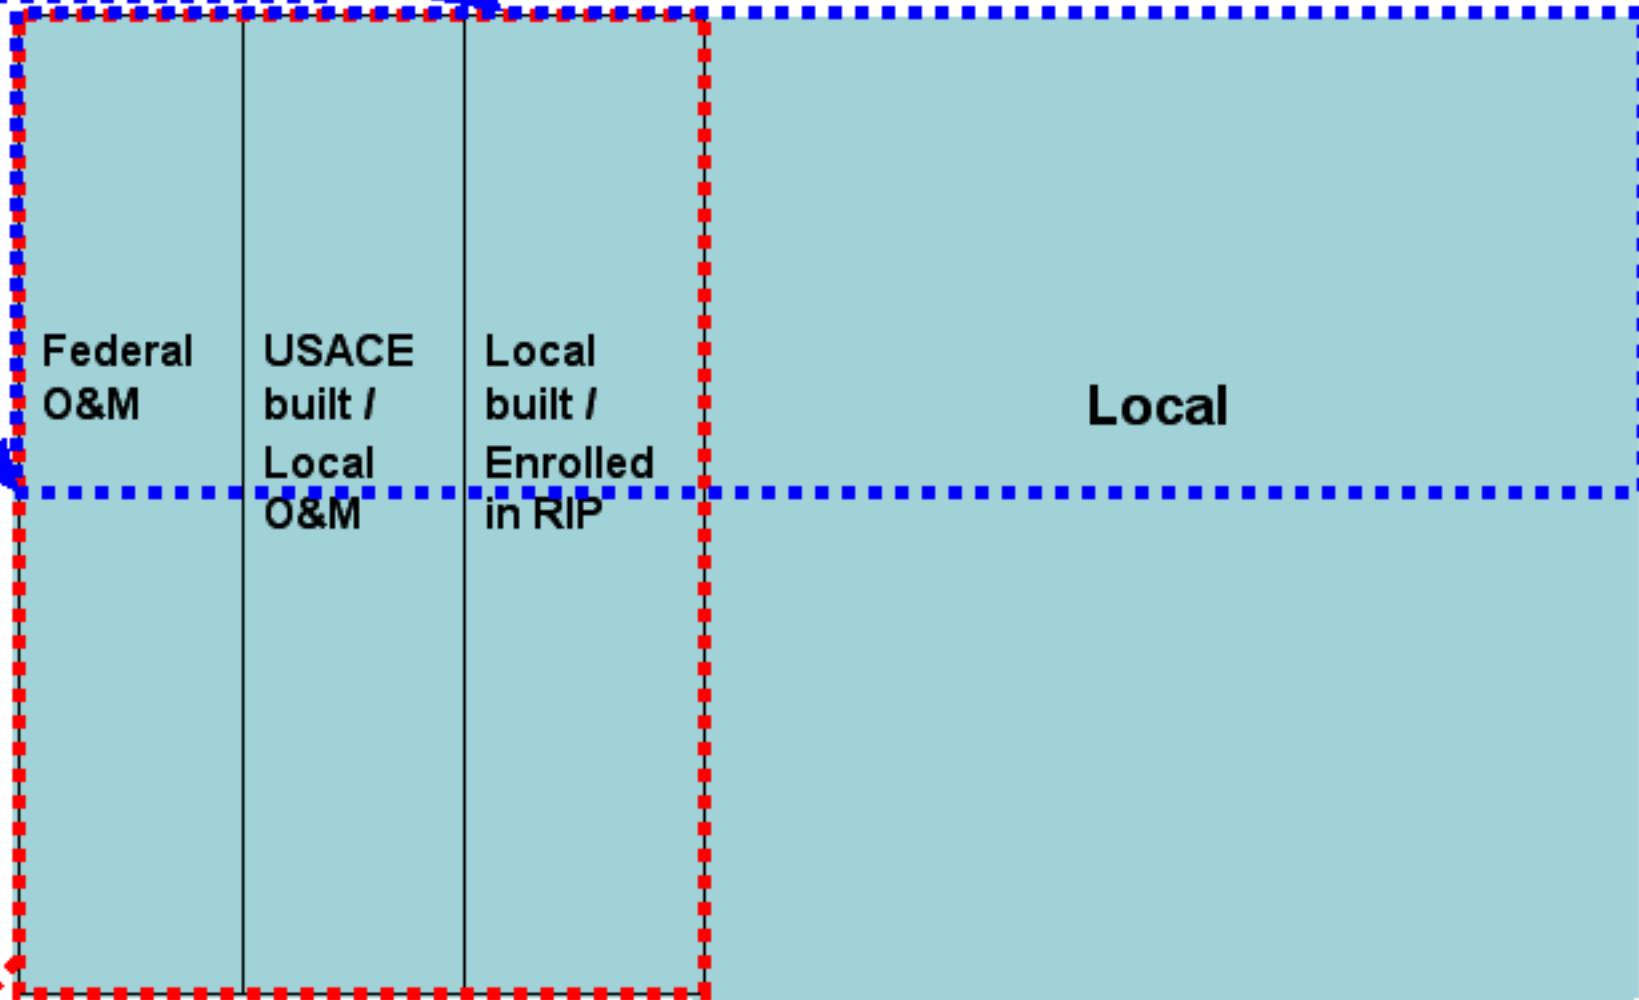 Federal
O&M
USACE
built /
Local
O&M
Local
built /
Enrolled
in RIP
Local